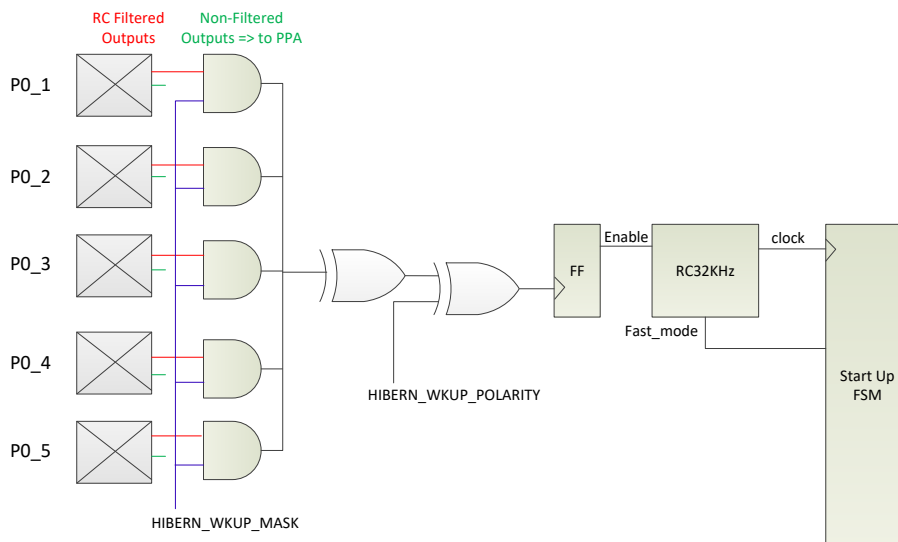 RC Filtered
Outputs
Non-Filtered
Outputs => to PPA
P0_1
P0_2
P0_3
P0_4
P0_5
HIBERN_WKUP_MASK
HIBERN_WKUP_POLARITY
FF
Enable
RC32KHz
clock
Fast_mode
Start Up
FSM